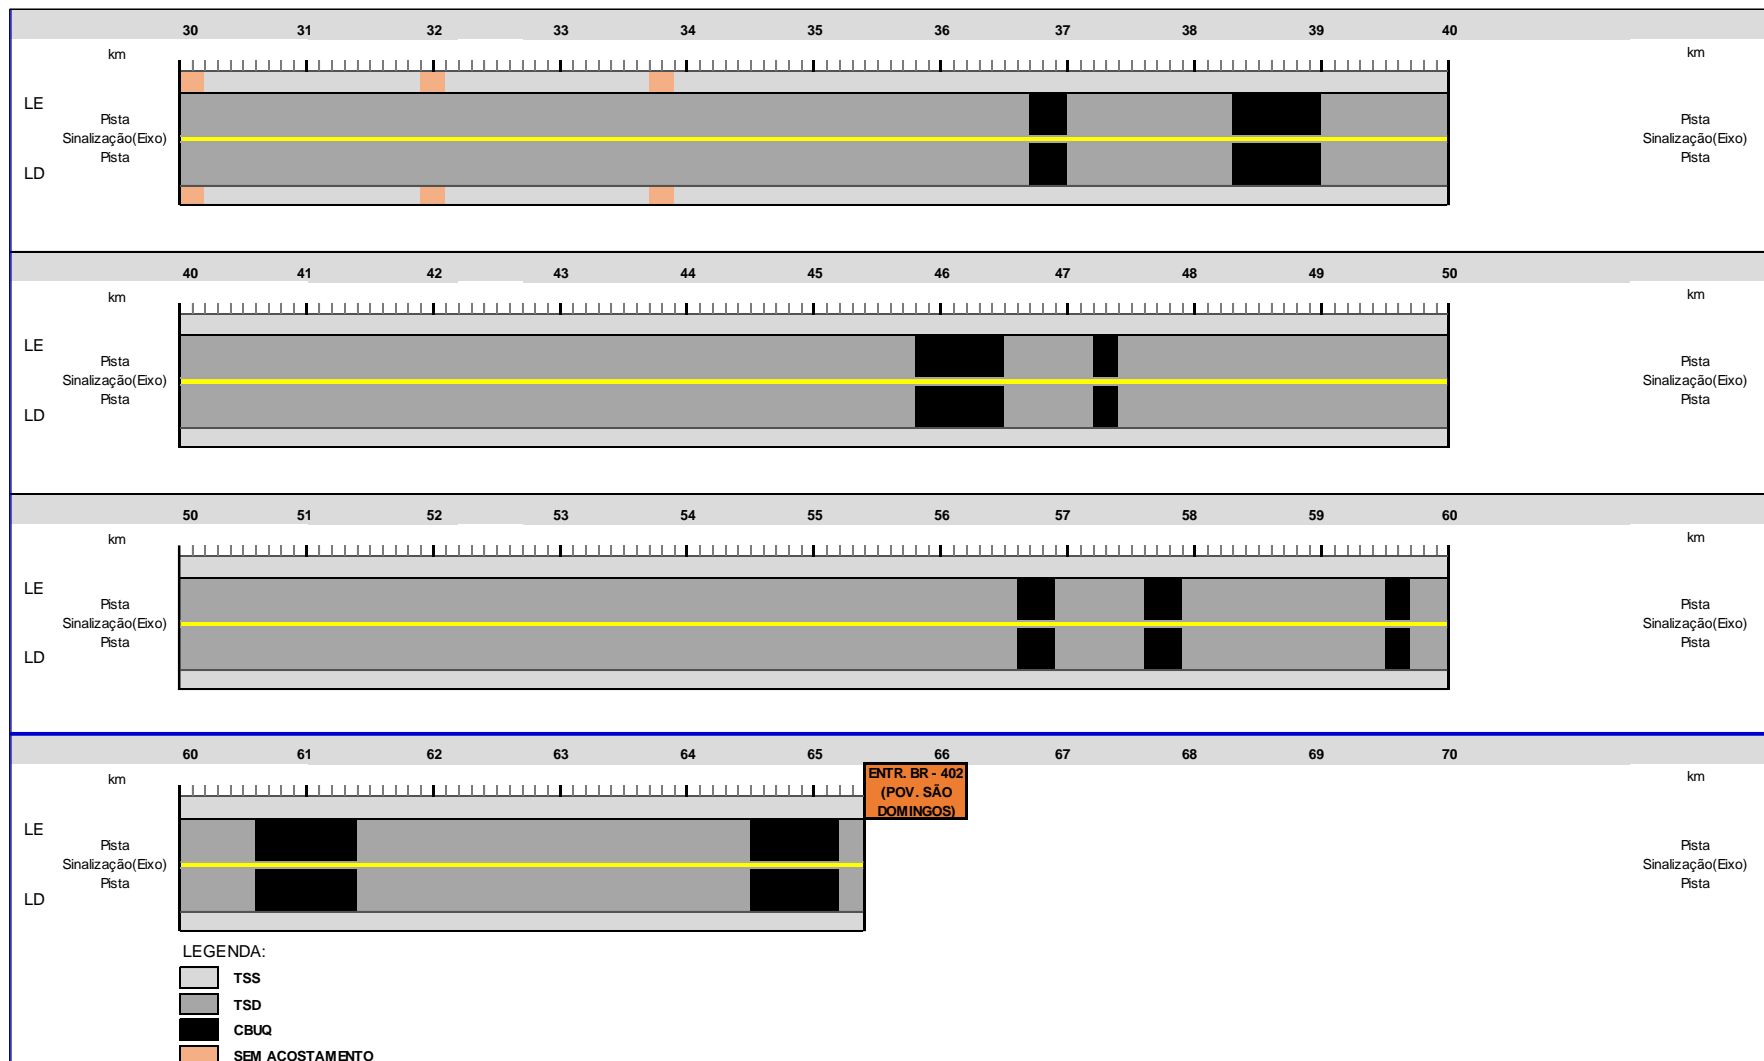 30 31 32 33 34 35 36 37 38 39 40
km km
LE
Pista Pista
Sinalização(Eixo) Sinalização(Eixo)
Pista Pista
LD
40 41 42 43 44 45 46 47 48 49 50
km km
LE
Pista Pista
Sinalização(Eixo) Sinalização(Eixo)
Pista Pista
LD
50 51 52 53 54 55 56 57 58 59 60
km km
LE
Pista Pista
Sinalização(Eixo) Sinalização(Eixo)
Pista Pista
LD
60 61 62 63 64 65 66 67 68 69 70
km km
ENTR. BR - 402
(POV. SÃO
DOMINGOS)
LE
Pista Pista
Sinalização(Eixo) Sinalização(Eixo)
Pista Pista
LD
LEGENDA:
TSS
TSD
CBUQ
SEM ACOSTAMENTO